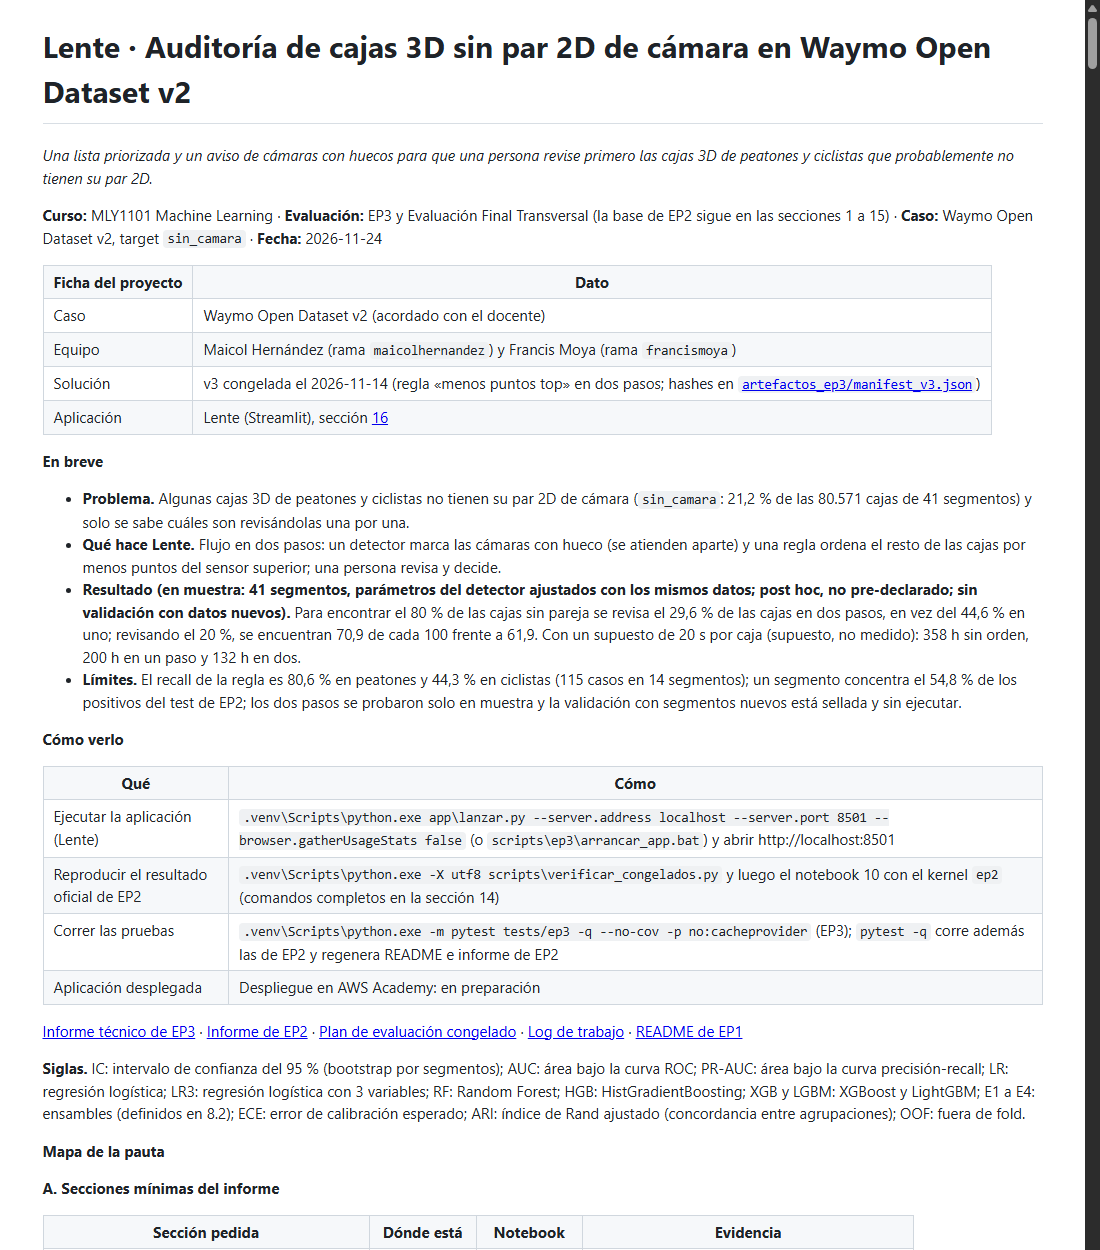 Lente · Auditoría de cajas 3D sin par 2D de cámara en Waymo Open
Dataset v2
Una lista priorizada y un aviso de cámaras con huecos para que una persona revise primero las cajas 3D de peatones y ciclistas que probablemente no
tienen su par 2D.
Curso: MLY1101 Machine Learning · Evaluación: EP3 y Evaluación Final Transversal (la base de EP2 sigue en las secciones 1 a 15) · Caso: Waymo Open
Dataset v2, target sin_camara · Fecha: 2026-11-24
Ficha del proyecto Dato
Caso Waymo Open Dataset v2 (acordado con el docente)
Equipo Maicol Hernández (rama maicolhernandez) y Francis Moya (rama francismoya)
Solución v3 congelada el 2026-11-14 (regla «menos puntos top» en dos pasos; hashes en artefactos_ep3/manifest_v3.json)
Aplicación Lente (Streamlit), sección 16
En breve
• Problema. Algunas cajas 3D de peatones y ciclistas no tienen su par 2D de cámara (sin_camara: 21,2 % de las 80.571 cajas de 41 segmentos) y
solo se sabe cuáles son revisándolas una por una.
• Qué hace Lente. Flujo en dos pasos: un detector marca las cámaras con hueco (se atienden aparte) y una regla ordena el resto de las cajas por
menos puntos del sensor superior; una persona revisa y decide.
• Resultado (en muestra: 41 segmentos, parámetros del detector ajustados con los mismos datos; post hoc, no pre-declarado; sin
validación con datos nuevos). Para encontrar el 80 % de las cajas sin pareja se revisa el 29,6 % de las cajas en dos pasos, en vez del 44,6 % en
uno; revisando el 20 %, se encuentran 70,9 de cada 100 frente a 61,9. Con un supuesto de 20 s por caja (supuesto, no medido): 358 h sin orden,
200 h en un paso y 132 h en dos.
• Límites. El recall de la regla es 80,6 % en peatones y 44,3 % en ciclistas (115 casos en 14 segmentos); un segmento concentra el 54,8 % de los
positivos del test de EP2; los dos pasos se probaron solo en muestra y la validación con segmentos nuevos está sellada y sin ejecutar.
Cómo verlo
Qué Cómo
Ejecutar la aplicación
(Lente)
.venv\Scripts\python.exe app\lanzar.py --server.address localhost --server.port 8501 --
browser.gatherUsageStats false (o scripts\ep3\arrancar_app.bat) y abrir http://localhost:8501
Reproducir el resultado
oficial de EP2
.venv\Scripts\python.exe -X utf8 scripts\verificar_congelados.py y luego el notebook 10 con el kernel ep2
(comandos completos en la sección 14)
Correr las pruebas
.venv\Scripts\python.exe -m pytest tests/ep3 -q --no-cov -p no:cacheprovider (EP3); pytest -q corre además
las de EP2 y regenera README e informe de EP2
Aplicación desplegada Despliegue en AWS Academy: en preparación
Informe técnico de EP3 · Informe de EP2 · Plan de evaluación congelado · Log de trabajo · README de EP1
Siglas. IC: intervalo de confianza del 95 % (bootstrap por segmentos); AUC: área bajo la curva ROC; PR-AUC: área bajo la curva precisión-recall; LR:
regresión logística; LR3: regresión logística con 3 variables; RF: Random Forest; HGB: HistGradientBoosting; XGB y LGBM: XGBoost y LightGBM; E1 a E4:
ensambles (definidos en 8.2); ECE: error de calibración esperado; ARI: índice de Rand ajustado (concordancia entre agrupaciones); OOF: fuera de fold.
Mapa de la pauta
A. Secciones mínimas del informe
Sección pedida Dónde está Notebook Evidencia